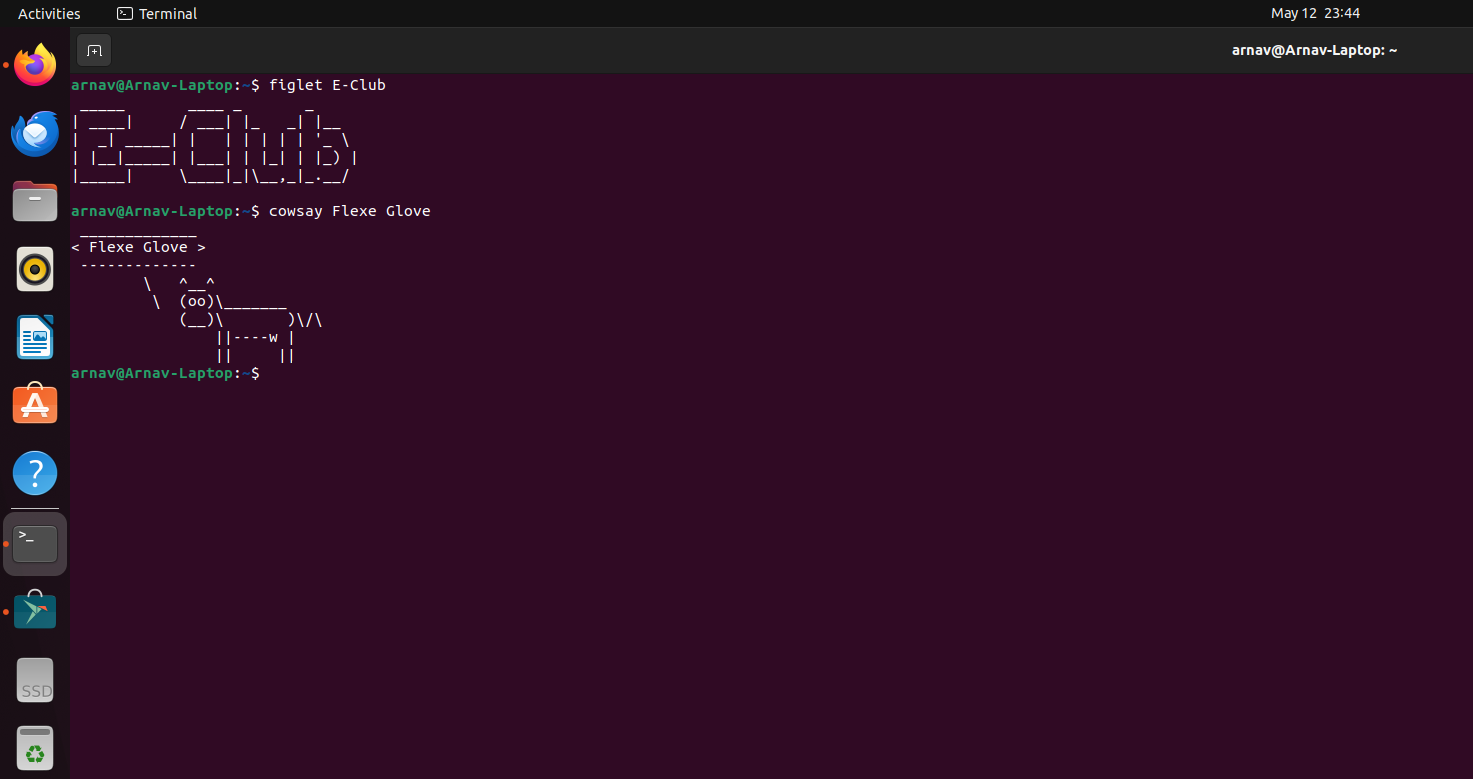 Activities
Terminal
May 12 23:44
arnav@Arnav-Laptop: ~
arnav@Arnav-Laptop:~$ figlet E-Club
 _____       ____ _       _
| ____|     / ___| |_   _| |__
|  _| _____| |   | | | | | '_ \
| |__|_____| |___| | |_| | |_) |
|_____|     \____|_|\__,_|_.__/
arnav@Arnav-Laptop:~$ cowsay Flexe Glove
 _____________
< Flexe Glove >
 -------------
        \   ^__^
         \  (oo)\_______
            (__)\       )\/\
                ||----w |
                ||     ||
arnav@Arnav-Laptop:~$
>_
SSD